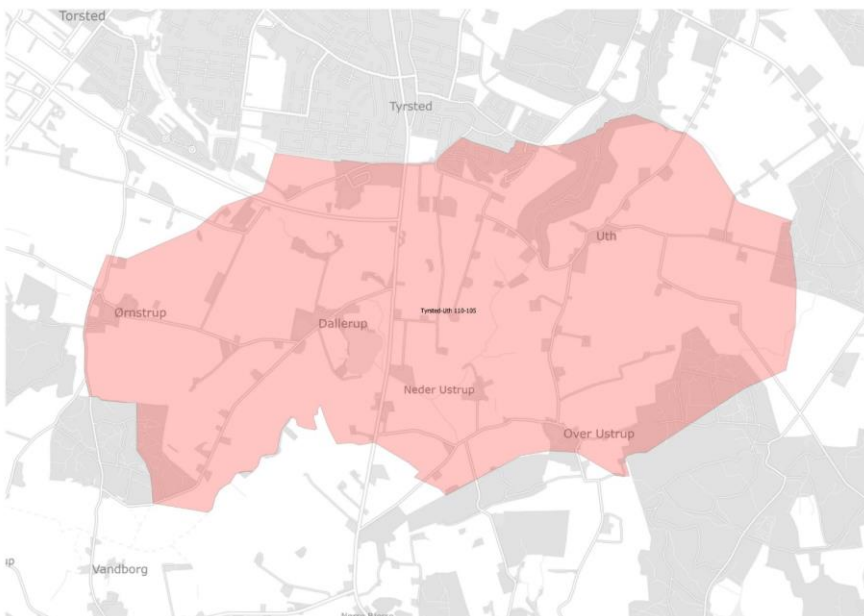 Torsted
Tyrsted
Uth
Tyrsted-Uth 110-105
Ørnstrup
Dallerup
Neder Ustrup
Over Ustrup
Vandborg